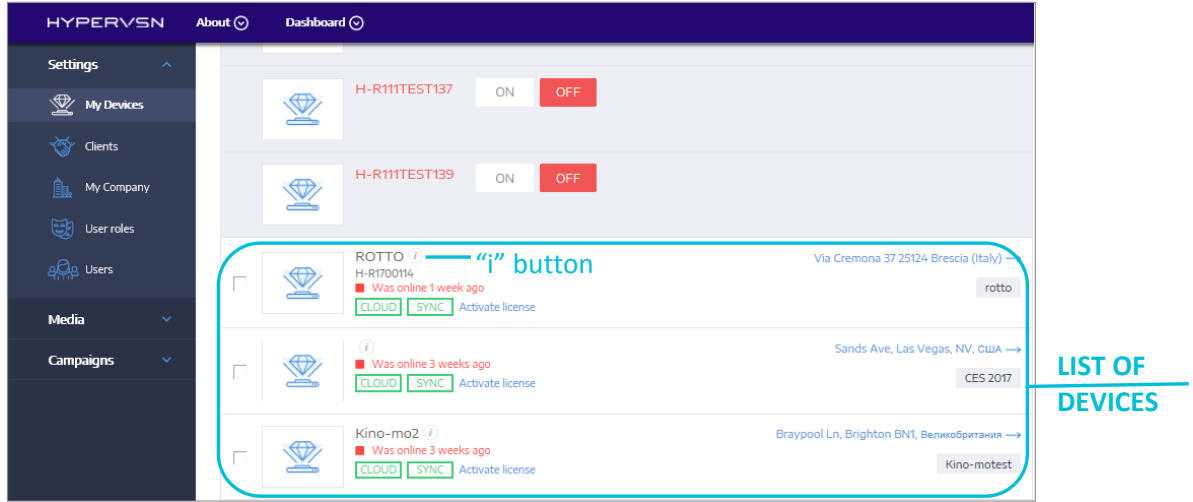 HYPERVSN About Dashboard
Settings
My Devices
Clients
My Company
User roles
Users
Media
Campaigns
H-R111TEST137 ON OFF
H-R111TEST139 ON OFF
ROTTO i “i” button Via Cremona 37 25124 Brescia (Italy) →
H-R1700114
Was online 1 week ago rotto
CLOUD SYNC Activate license
i Sands Ave, Las Vegas, NV, США →
Was online 3 weeks ago
CLOUD SYNC Activate license CES 2017
Kino-mo2 i Braypool Ln, Brighton BN1, Великобритания →
Was online 3 weeks ago
CLOUD SYNC Activate license Kino-motest
LIST OF
DEVICES